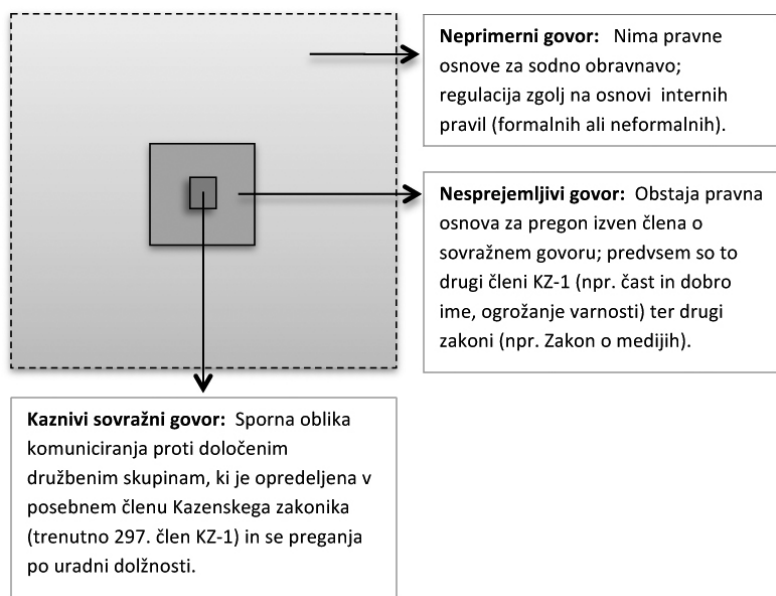 Neprimerni govor: Nima pravne
osnove za sodno obravnavo;
regulacija zgolj na osnovi internih
pravil (formalnih ali neformalnih).
Nesprejemljivi govor: Obstaja pravna
osnova za pregon izven člena o
sovražnem govoru; predvsem so to
drugi členi KZ-1 (npr. čast in dobro
ime, ogrožanje varnosti) ter drugi
zakoni (npr. Zakon o medijih).
Kaznivi sovražni govor: Sporna oblika
komuniciranja proti določenim
družbenim skupinam, ki je opredeljena v
posebnem členu Kazenskega zakonika
(trenutno 297. člen KZ-1) in se preganja
po uradni dolžnosti.